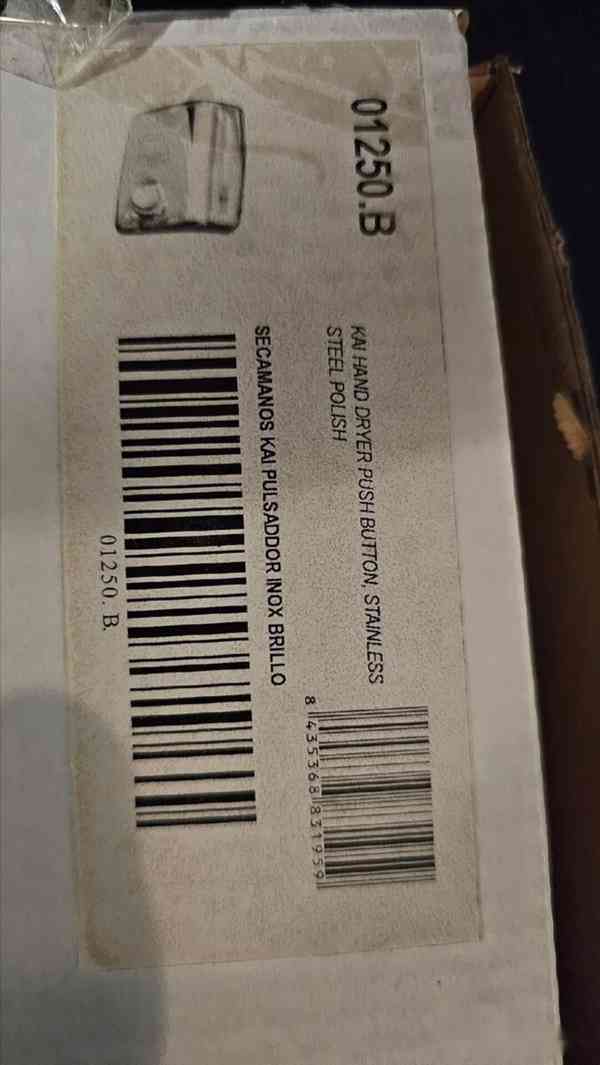 01250.B
KAI HAND DRYER PUSH BUTTON, STAINLESS
STEEL POLISH
SECAMANOS KAI PULSADDOR INOX BRILLO
8 435368 831959
01250. B.